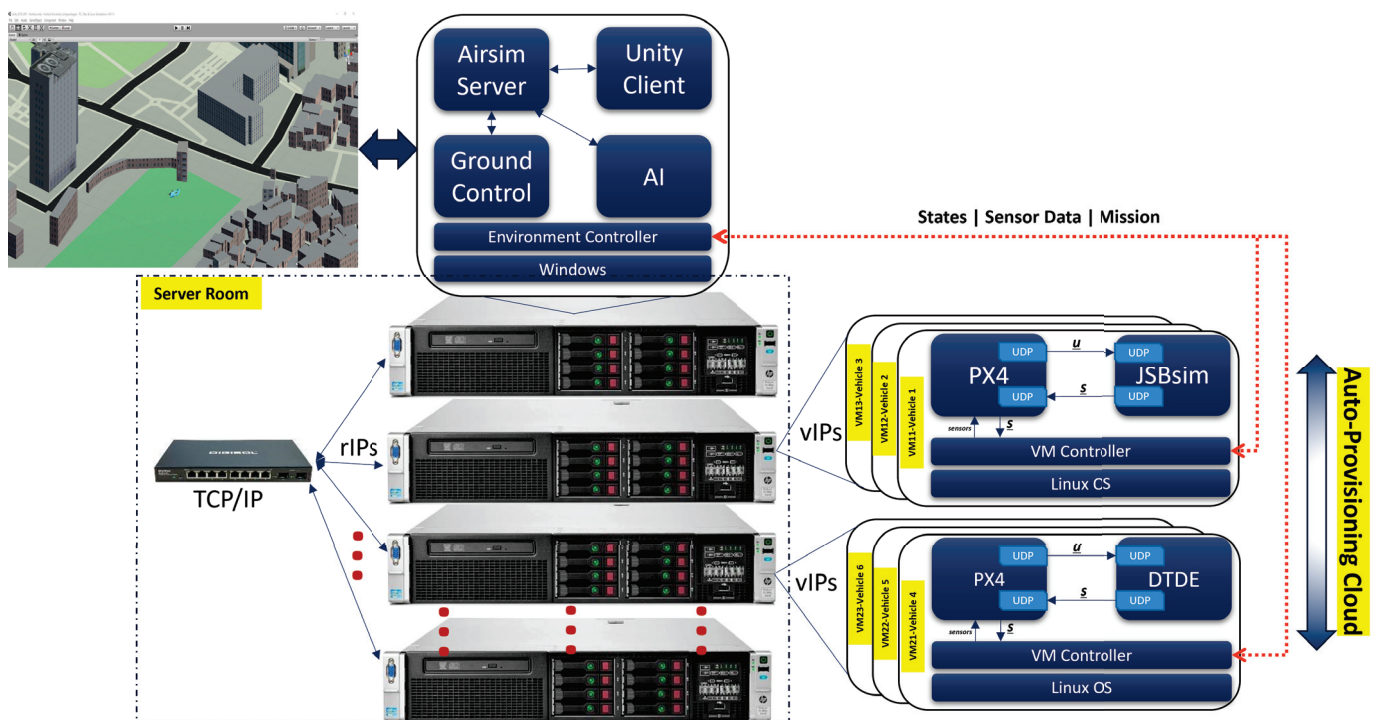 Airsim
Server
Unity
Client
Ground
Control
AI
Environment Controller
Windows
States | Sensor Data | Mission
Server Room
rIPs
DIGISOL
TCP/IP
vIPs
VM13-Vehicle 3
VM12-Vehicle 2
VM11-Vehicle 1
PX4
UDP
u
UDP
JSBsim
UDP
s
UDP
sensors
s
VM Controller
Linux CS
vIPs
VM23-Vehicle 6
VM22-Vehicle 5
VM21-Vehicle 4
PX4
UDP
u
UDP
DTDE
UDP
s
UDP
sensors
s
VM Controller
Linux OS
Auto-Provisioning Cloud